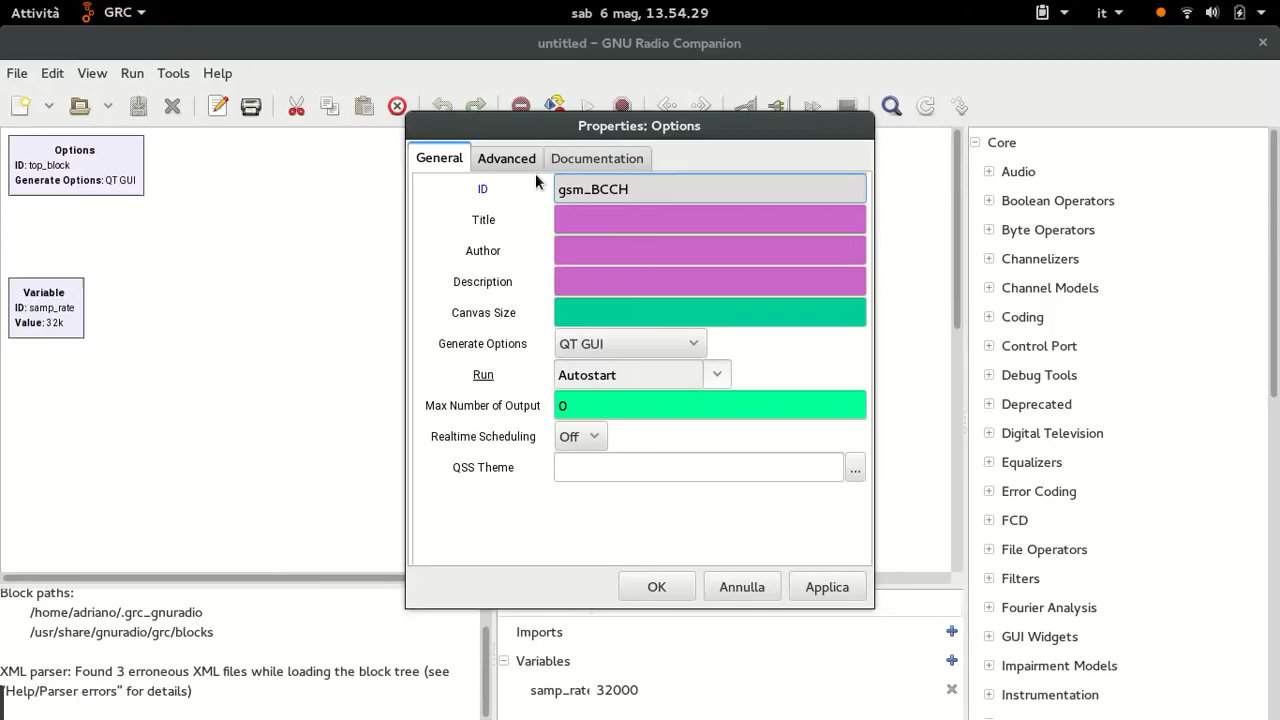 Attività GRC sab 6 mag, 13.54.29 it
untitled – GNU Radio Companion
File Edit View Run Tools Help
Options
ID: top_block
Generate Options: QT GUI
Variable
ID: samp_rate
Value: 32k
Properties: Options
General Advanced Documentation
ID gsm_BCCH
Title
Author
Description
Canvas Size
Generate Options QT GUI
Run Autostart
Max Number of Output 0
Realtime Scheduling Off
QSS Theme ...
OK Annulla Applica
Core
Audio
Boolean Operators
Byte Operators
Channelizers
Channel Models
Coding
Control Port
Debug Tools
Deprecated
Digital Television
Equalizers
Error Coding
FCD
File Operators
Filters
Fourier Analysis
GUI Widgets
Impairment Models
Instrumentation
Block paths:
/home/adriano/.grc_gnuradio
/usr/share/gnuradio/grc/blocks
XML parser: Found 3 erroneous XML files while loading the block tree (see
"Help/Parser errors" for details)
Imports
Variables
samp_rate 32000